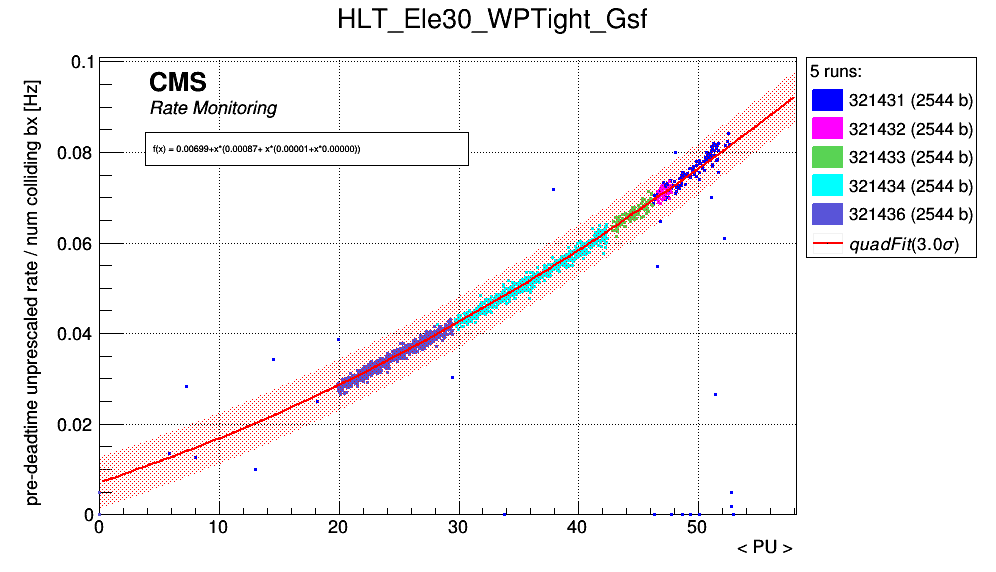 HLT_Ele30_WPTight_Gsf
pre-deadtime unprescaled rate / num colliding bx [Hz]
0.1
0.08
0.06
0.04
0.02
0
CMS
Rate Monitoring
f(x) = 0.00699+x*(0.00087+ x*(0.00001+x*0.00000))
5 runs:
321431 (2544 b)
321432 (2544 b)
321433 (2544 b)
321434 (2544 b)
321436 (2544 b)
quadFit(3.0σ)
0 10 20 30 40 50
< PU >